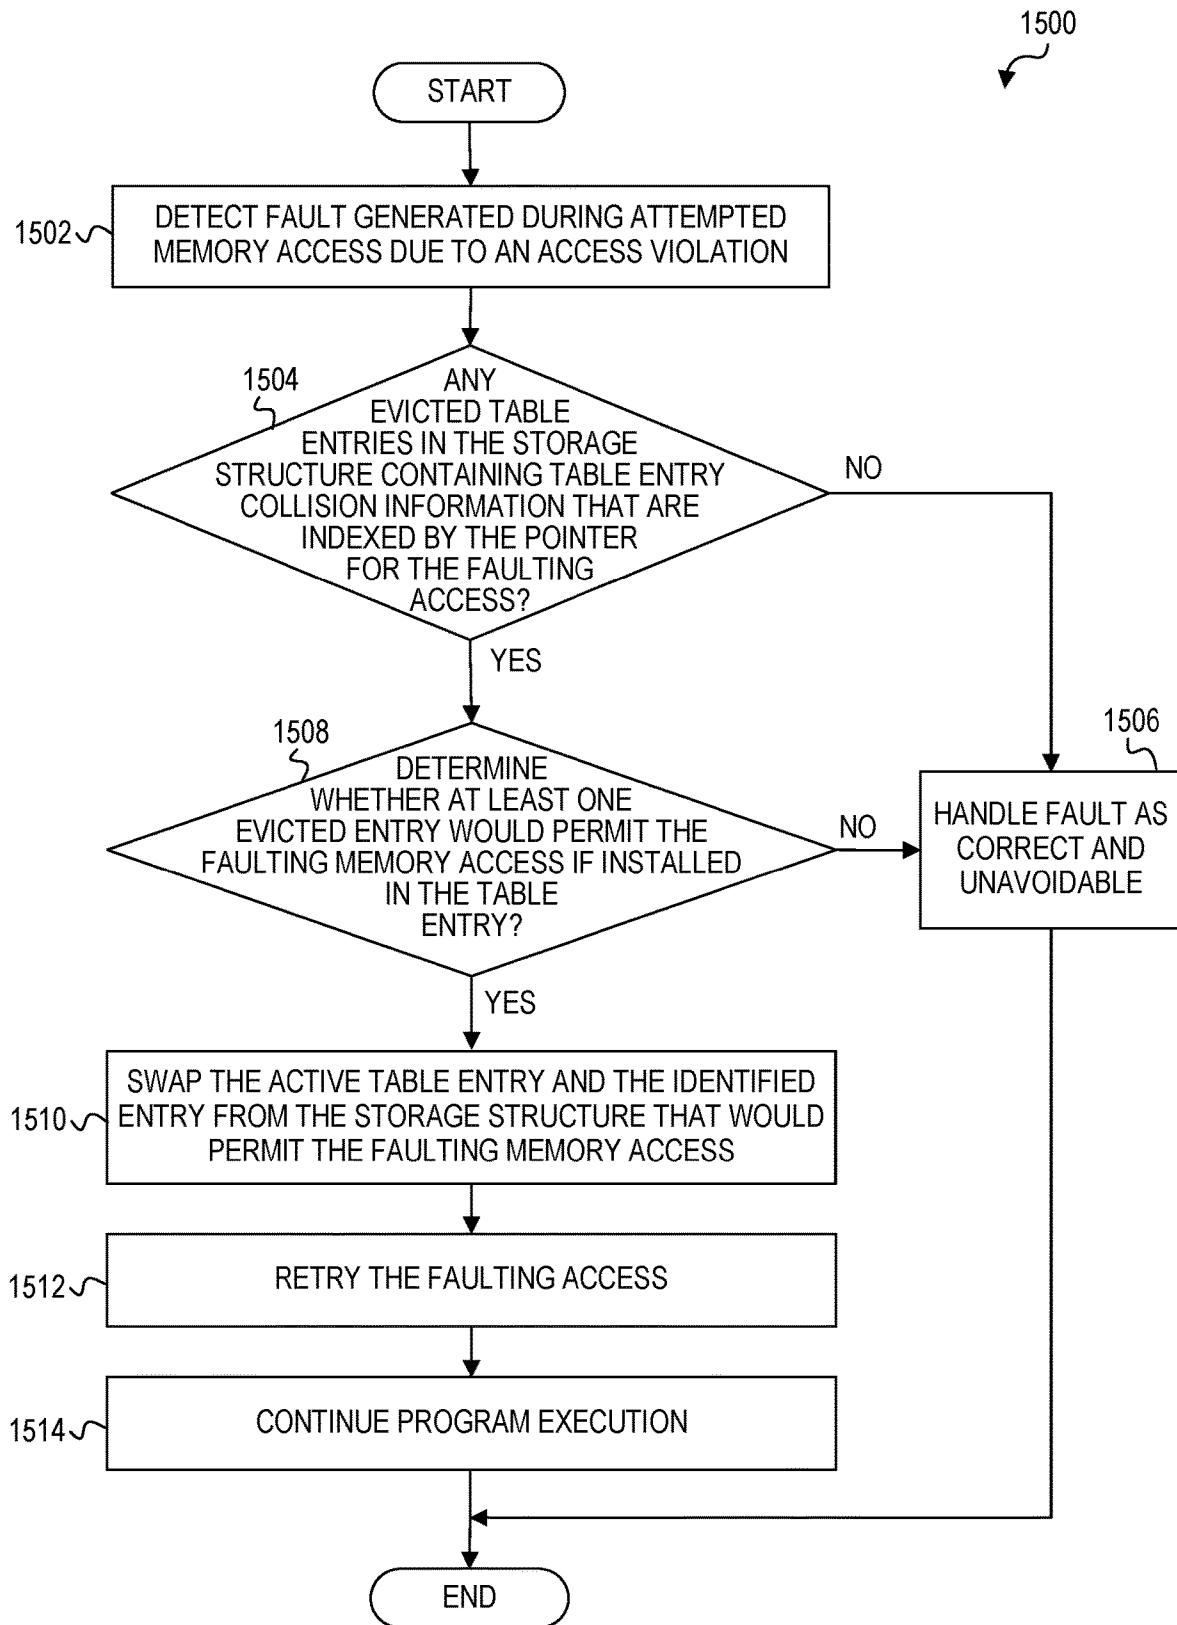 1500
START
1502
DETECT FAULT GENERATED DURING ATTEMPTED
MEMORY ACCESS DUE TO AN ACCESS VIOLATION
1504
ANY
EVICTED TABLE
ENTRIES IN THE STORAGE
STRUCTURE CONTAINING TABLE ENTRY
COLLISION INFORMATION THAT ARE
INDEXED BY THE POINTER
FOR THE FAULTING
ACCESS?
NO
YES
1508
DETERMINE
WHETHER AT LEAST ONE
EVICTED ENTRY WOULD PERMIT THE
FAULTING MEMORY ACCESS IF INSTALLED
IN THE TABLE
ENTRY?
NO
1506
HANDLE FAULT AS
CORRECT AND
UNAVOIDABLE
YES
1510
SWAP THE ACTIVE TABLE ENTRY AND THE IDENTIFIED
ENTRY FROM THE STORAGE STRUCTURE THAT WOULD
PERMIT THE FAULTING MEMORY ACCESS
1512
RETRY THE FAULTING ACCESS
1514
CONTINUE PROGRAM EXECUTION
END